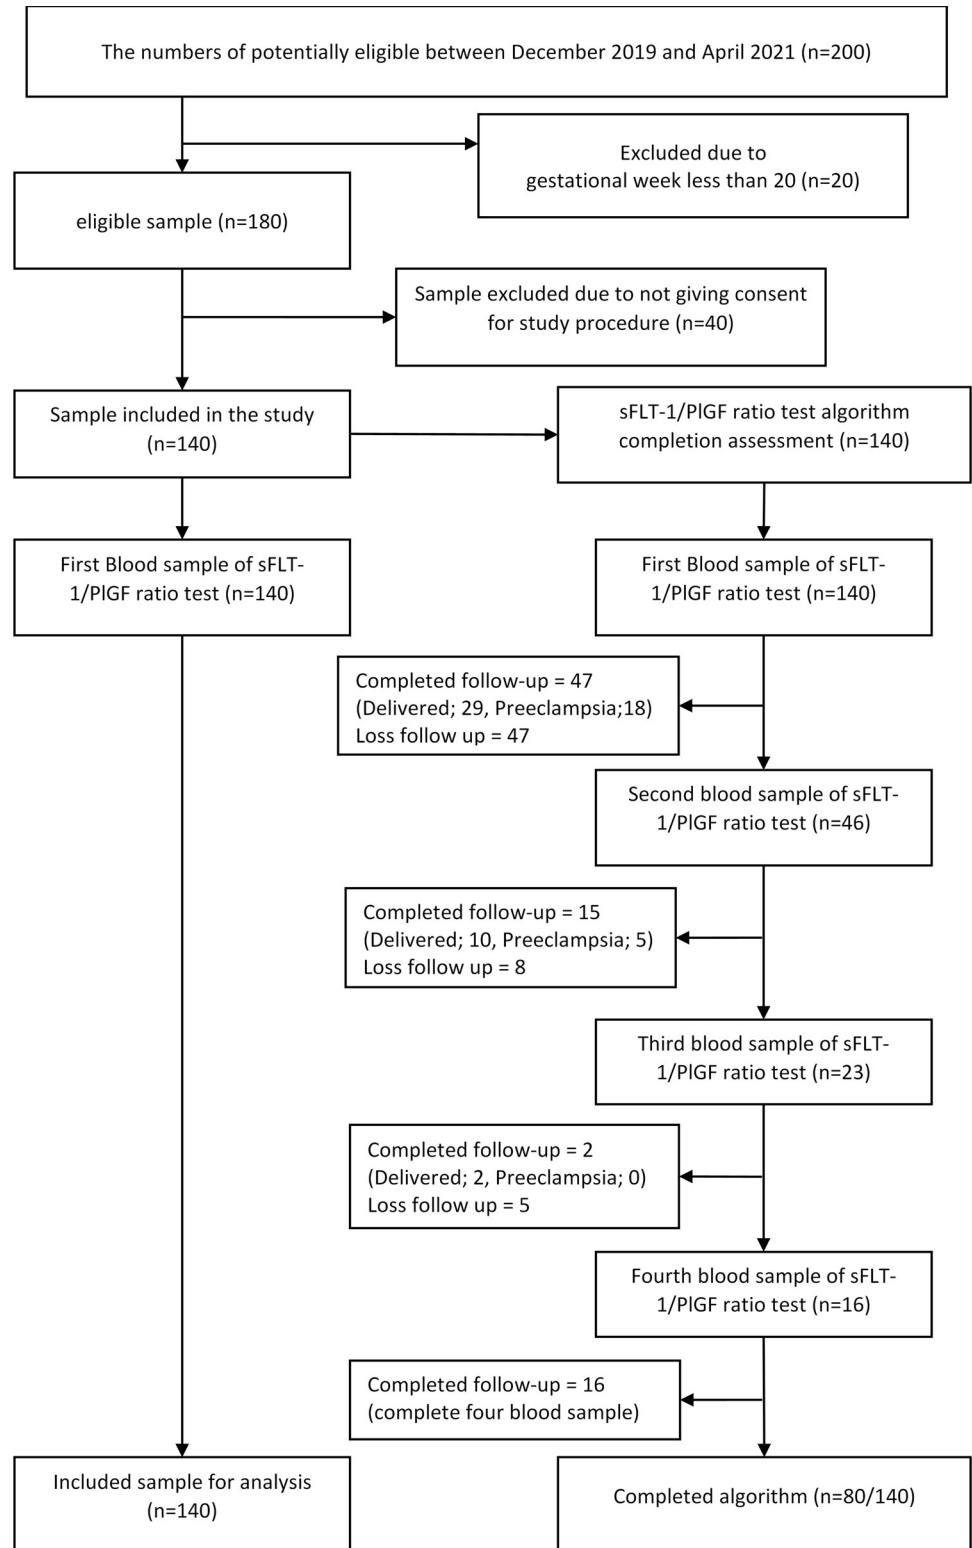 The numbers of potentially eligible between December 2019 and April 2021 (n=200)
Excluded due to
gestational week less than 20 (n=20)
eligible sample (n=180)
Sample excluded due to not giving consent
for study procedure (n=40)
Sample included in the study
(n=140)
sFLT-1/PlGF ratio test algorithm
completion assessment (n=140)
First Blood sample of sFLT-
1/PlGF ratio test (n=140)
First Blood sample of sFLT-
1/PlGF ratio test (n=140)
Completed follow-up = 47
(Delivered; 29, Preeclampsia;18)
Loss follow up = 47
Second blood sample of sFLT-
1/PlGF ratio test (n=46)
Completed follow-up = 15
(Delivered; 10, Preeclampsia; 5)
Loss follow up = 8
Third blood sample of sFLT-
1/PlGF ratio test (n=23)
Completed follow-up = 2
(Delivered; 2, Preeclampsia; 0)
Loss follow up = 5
Fourth blood sample of sFLT-
1/PlGF ratio test (n=16)
Completed follow-up = 16
(complete four blood sample)
Included sample for analysis
(n=140)
Completed algorithm (n=80/140)